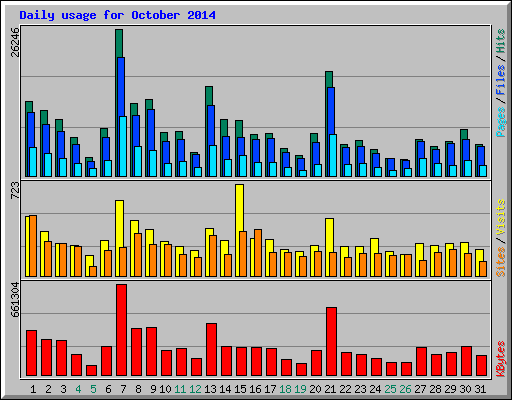 Daily usage for October 2014
26246
Pages / Files / Hits
723
Sites / Visits
661304
KBytes
1 2 3 4 5 6 7 8 9 10 11 12 13 14 15 16 17 18 19 20 21 22 23 24 25 26 27 28 29 30 31